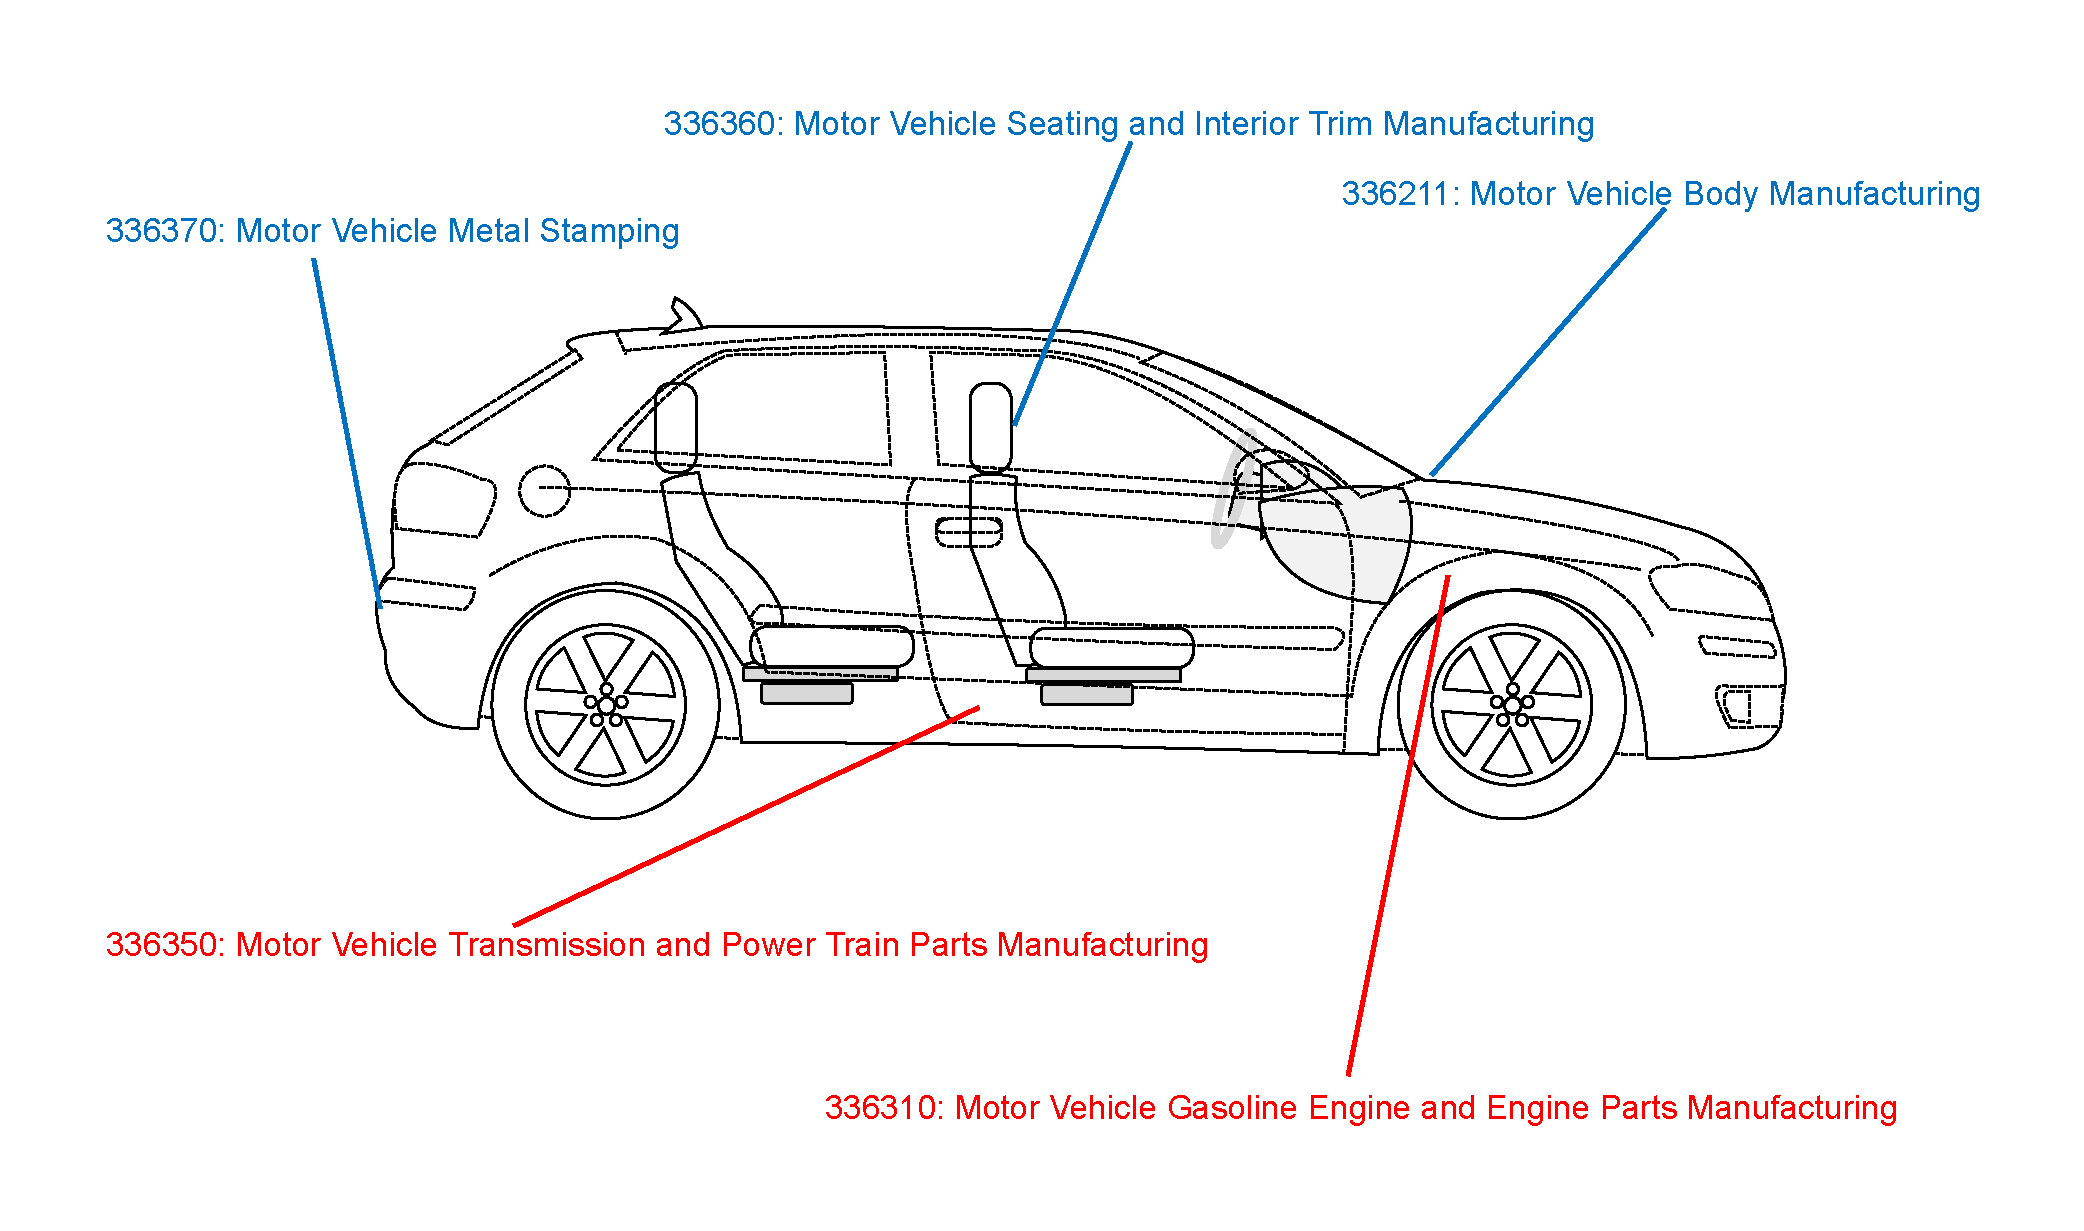 336360: Motor Vehicle Seating and Interior Trim Manufacturing
336211: Motor Vehicle Body Manufacturing
336370: Motor Vehicle Metal Stamping
336350: Motor Vehicle Transmission and Power Train Parts Manufacturing
336310: Motor Vehicle Gasoline Engine and Engine Parts Manufacturing